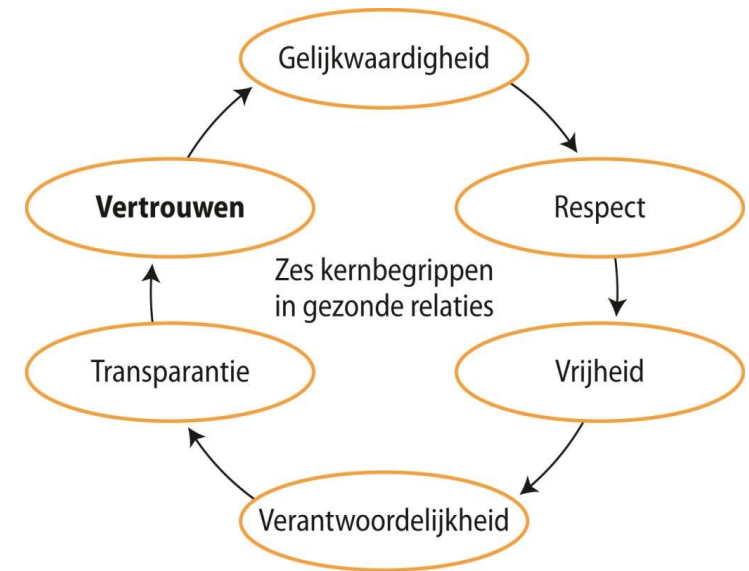 Gelijkwaardigheid
Vertrouwen
Respect
Zes kernbegrippen
in gezonde relaties
Transparantie
Vrijheid
Verantwoordelijkheid